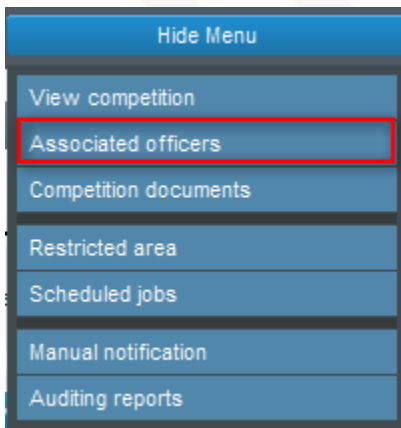 Hide Menu
View competition
Associated officers
Competition documents
Restricted area
Scheduled jobs
Manual notification
Auditing reports